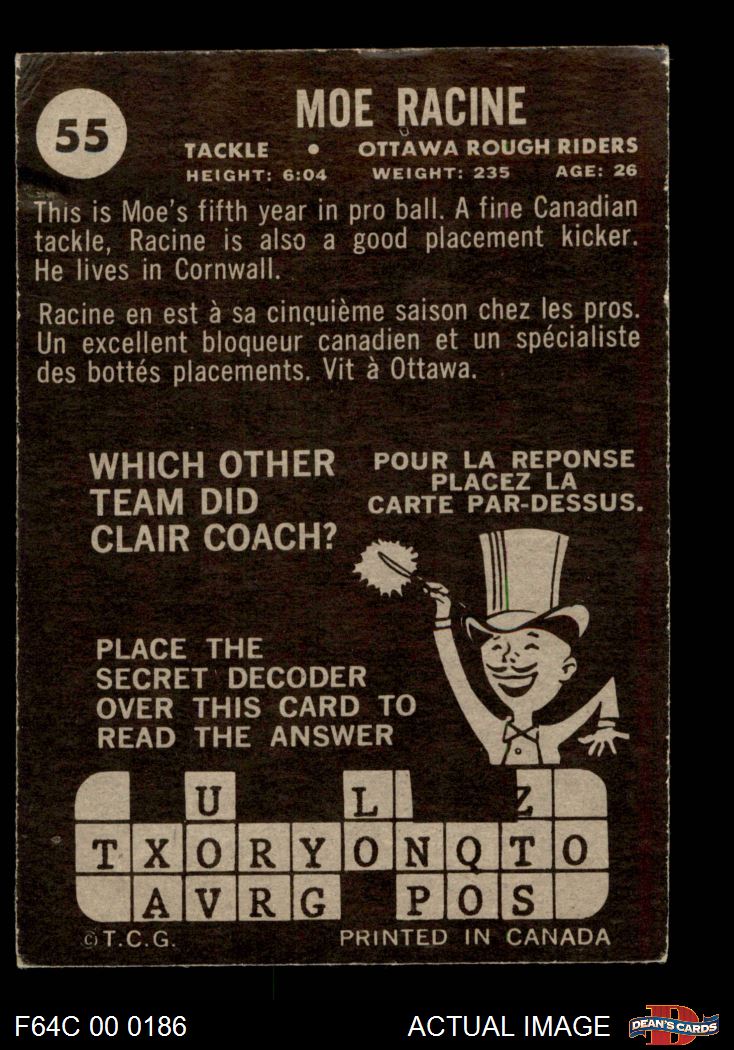 55
MOE RACINE
TACKLE • OTTAWA ROUGH RIDERS
HEIGHT: 6:04 WEIGHT: 235 AGE: 26
This is Moe's fifth year in pro ball. A fine Canadian
tackle, Racine is also a good placement kicker.
He lives in Cornwall.
Racine en est à sa cinquième saison chez les pros.
Un excellent bloqueur canadien et un spécialiste
des bottés placements. Vit à Ottawa.
WHICH OTHER
TEAM DID
CLAIR COACH?
POUR LA REPONSE
PLACEZ LA
CARTE PAR-DESSUS.
PLACE THE
SECRET DECODER
OVER THIS CARD TO
READ THE ANSWER
U L Z
T X O R Y O N Q T O
A V R G P O S
© T.C.G.
PRINTED IN CANADA
F64C 00 0186
ACTUAL IMAGE
D
DEAN'S CARDS